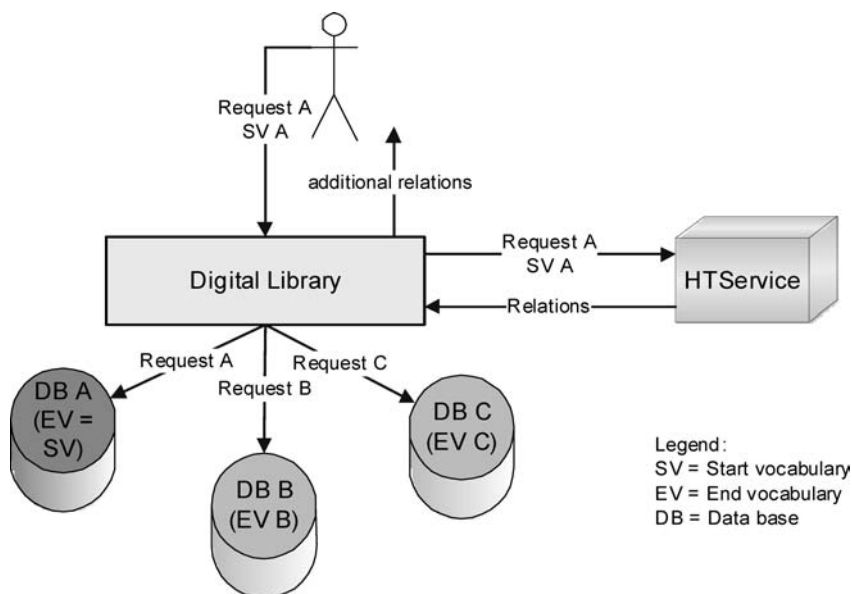 Request A
SV A
additional relations
Request A
SV A
Digital Library
HTService
Relations
Request A
Request C
Request B
DB A
(EV =
SV)
DB C
(EV C)
DB B
(EV B)
Legend:
SV = Start vocabulary
EV = End vocabulary
DB = Data base